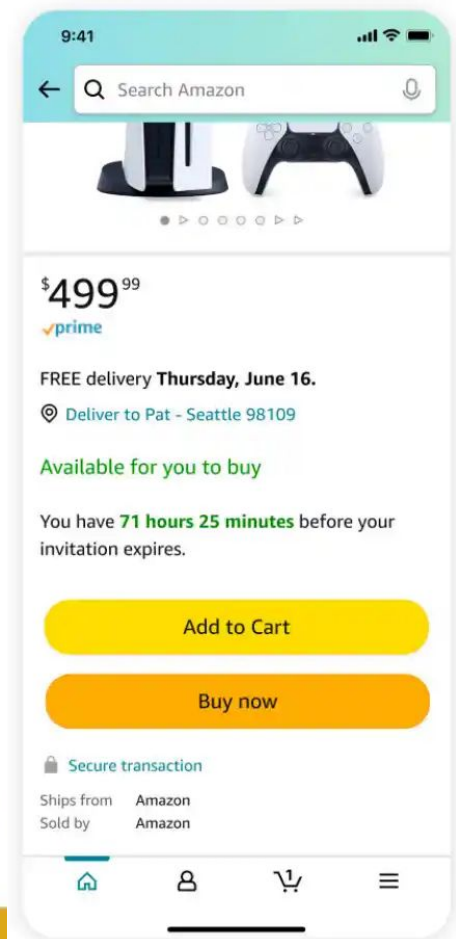 9:41
Search Amazon
$49999
prime
FREE delivery Thursday, June 16.
Deliver to Pat - Seattle 98109
Available for you to buy
You have 71 hours 25 minutes before your
invitation expires.
Add to Cart
Buy now
Secure transaction
Ships from Amazon
Sold by Amazon
1